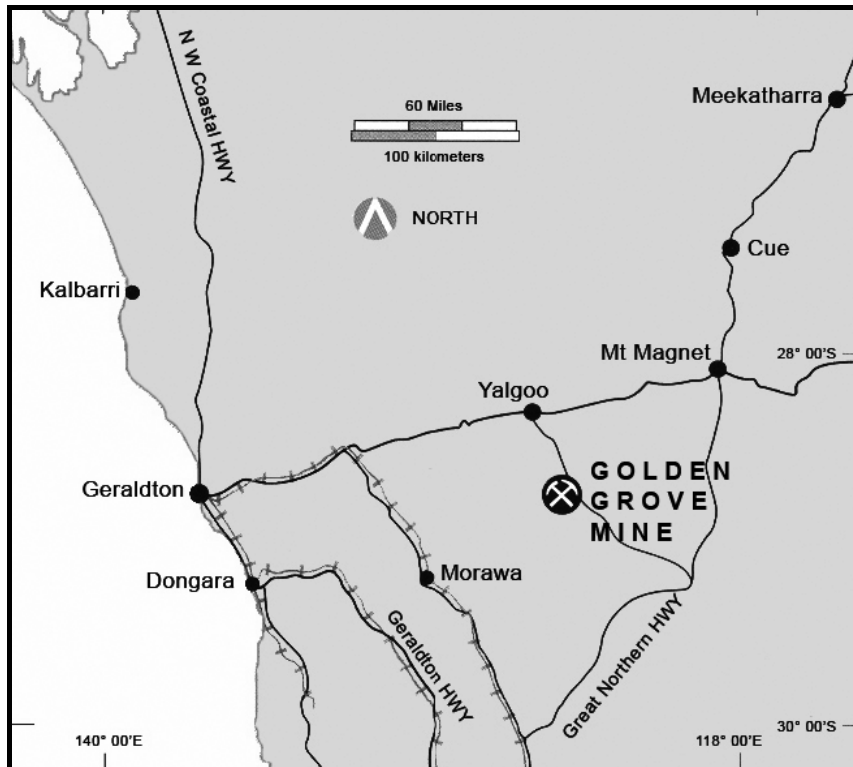 N W Coastal HWY
60 Miles
100 kilometers
NORTH
Meekatharra
Cue
Kalbarri
Mt Magnet
28° 00'S
Yalgoo
Geraldton
GOLDEN
GROVE
MINE
Dongara
Morawa
Geraldton HWY
Great Northern HWY
30° 00'S
140° 00'E
118° 00'E